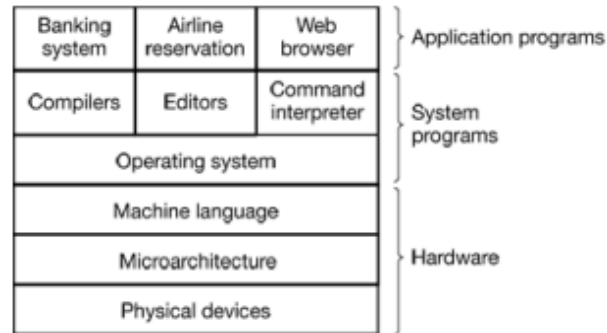 Banking system
Airline reservation
Web browser
Application programs
Compilers
Editors
Command interpreter
System programs
Operating system
Machine language
Microarchitecture
Hardware
Physical devices